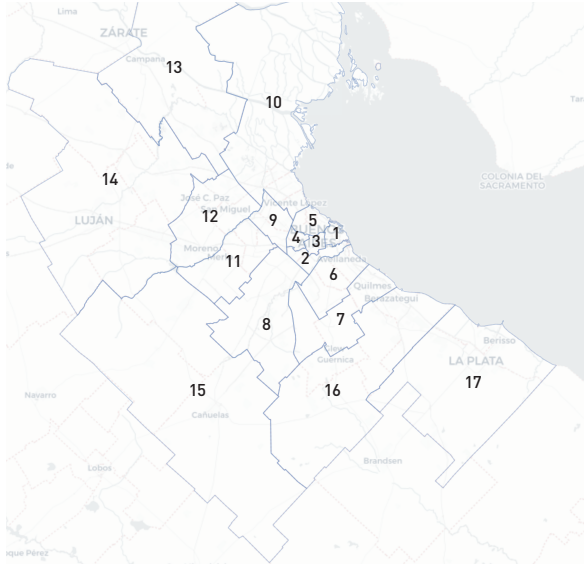 Lima
ZÁRATE
Campana
13
10
COLONIA DEL
SACRAMENTO
14
José C. Paz
San Miguel
Vicente López
12
9
5
LUJÁN
1
4
3
Moreno
2
Avellaneda
11
6
Quilmes
Berazategui
8
7
Berisso
Guernica
LA PLATA
15
16
17
Navarro
Cañuelas
Brandsen
Lobos
oque Pérez